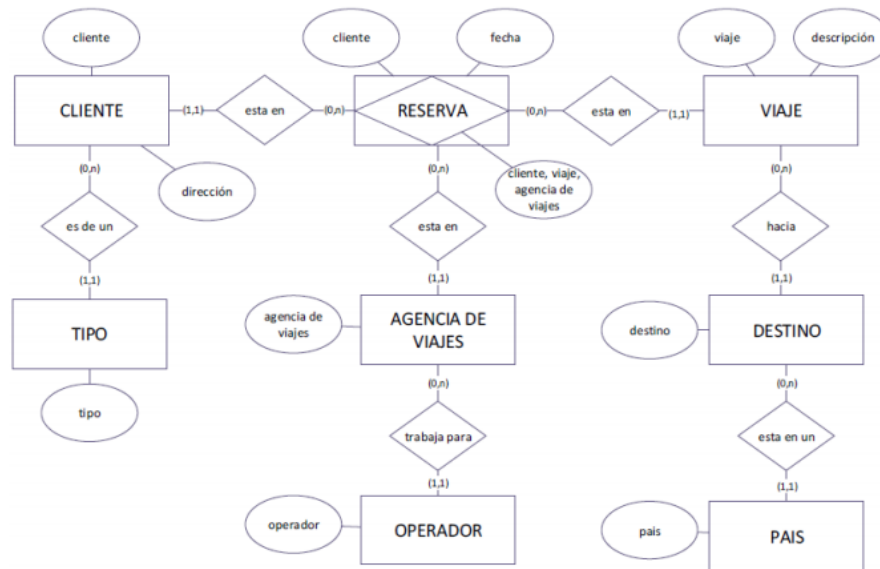 cliente
cliente
fecha
viaje
descripción
CLIENTE
(1,1)
esta en
(0,n)
RESERVA
(0,n)
esta en
(1,1)
VIAJE
(0,n)
dirección
(0,n)
cliente, viaje,
agencia de
viajes
(0,n)
es de un
esta en
hacia
(1,1)
(1,1)
(1,1)
TIPO
agencia de
viajes
AGENCIA DE
VIAJES
destino
DESTINO
tipo
(0,n)
(0,n)
trabaja para
esta en un
(1,1)
(1,1)
operador
OPERADOR
pais
PAIS